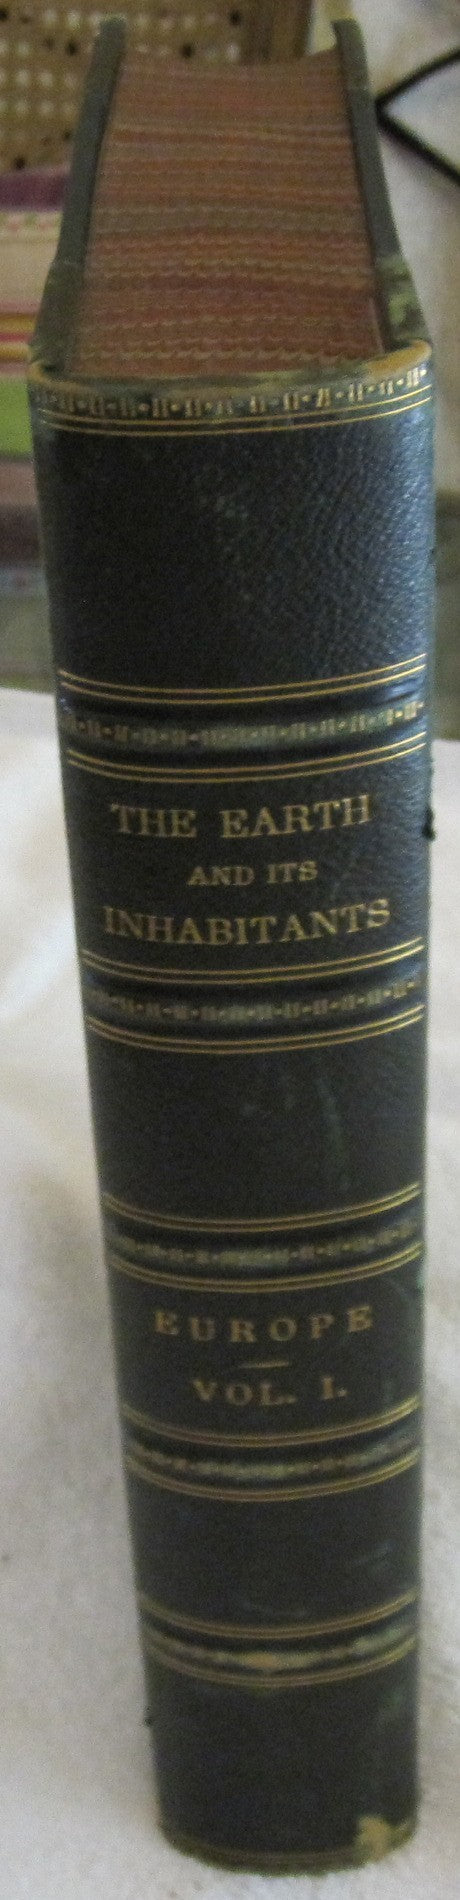 THE EARTH
AND ITS
INHABITANTS
EUROPE
VOL. I.